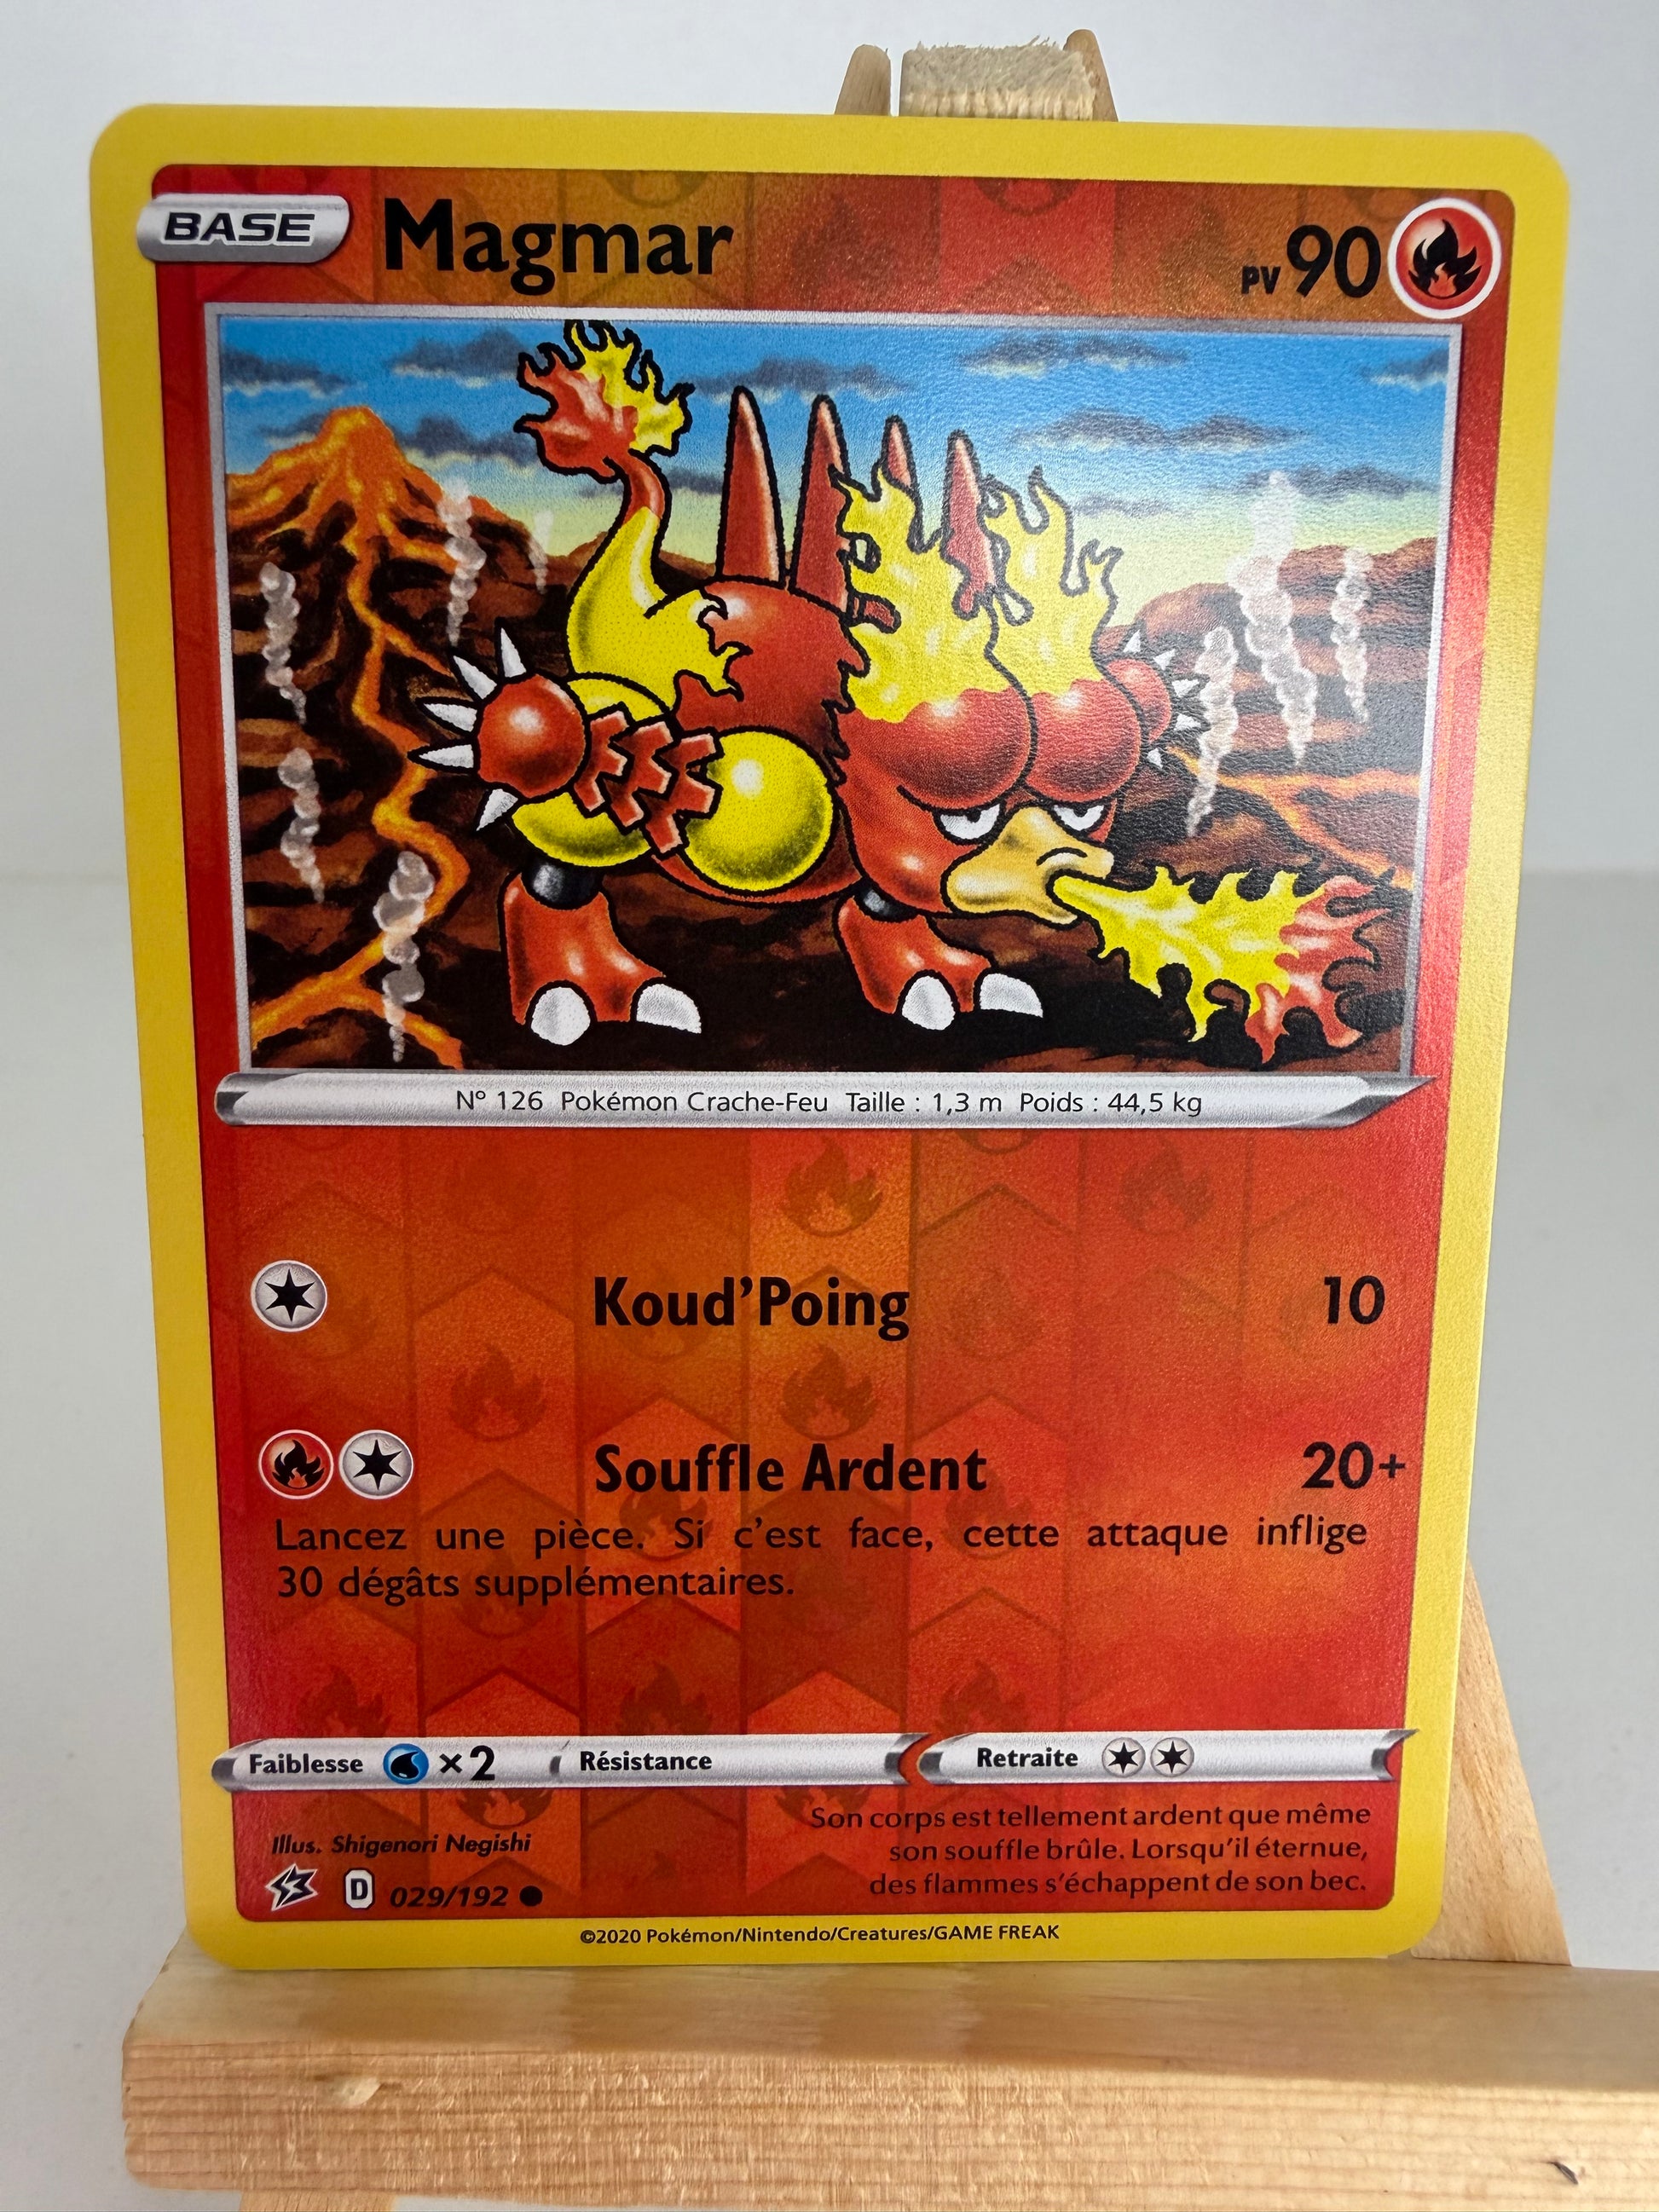 BASE Magmar PV 90
N° 126 Pokémon Crache-Feu Taille : 1,3 m Poids : 44,5 kg
Koud’Poing 10
Souffle Ardent 20+
Lancez une pièce. Si c’est face, cette attaque inflige
30 dégâts supplémentaires.
Faiblesse ×2 Résistance Retraite
Son corps est tellement ardent que même
son souffle brûle. Lorsqu’il éternue,
des flammes s’échappent de son bec.
Illus. Shigenori Negishi
D 029/192
©2020 Pokémon/Nintendo/Creatures/GAME FREAK